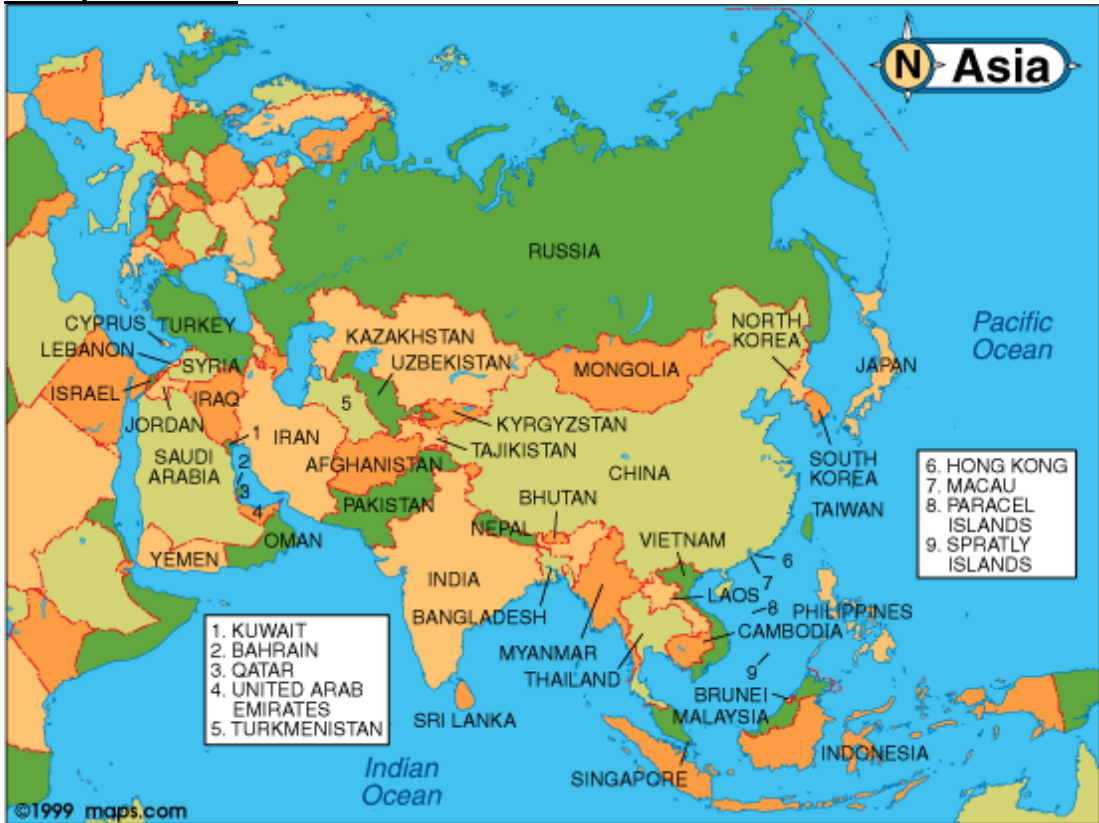 N Asia
RUSSIA
Pacific
Ocean
CYPRUS
TURKEY
LEBANON
SYRIA
ISRAEL
IRAQ
JORDAN
SAUDI
ARABIA
1
2
3
4
IRAN
YEMEN
OMAN
KAZAKHSTAN
UZBEKISTAN
5
KYRGYZSTAN
TAJIKISTAN
AFGHANISTAN
PAKISTAN
MONGOLIA
NORTH
KOREA
JAPAN
SOUTH
KOREA
CHINA
TAIWAN
BHUTAN
NEPAL
INDIA
BANGLADESH
VIETNAM
6
7
LAOS
8
PHILIPPINES
CAMBODIA
MYANMAR
9
THAILAND
BRUNEI
MALAYSIA
SRI LANKA
SINGAPORE
INDONESIA
Indian
Ocean
6. HONG KONG
7. MACAU
8. PARACEL
ISLANDS
9. SPRATLY
ISLANDS
1. KUWAIT
2. BAHRAIN
3. QATAR
4. UNITED ARAB
EMIRATES
5. TURKMENISTAN
©1999 maps.com